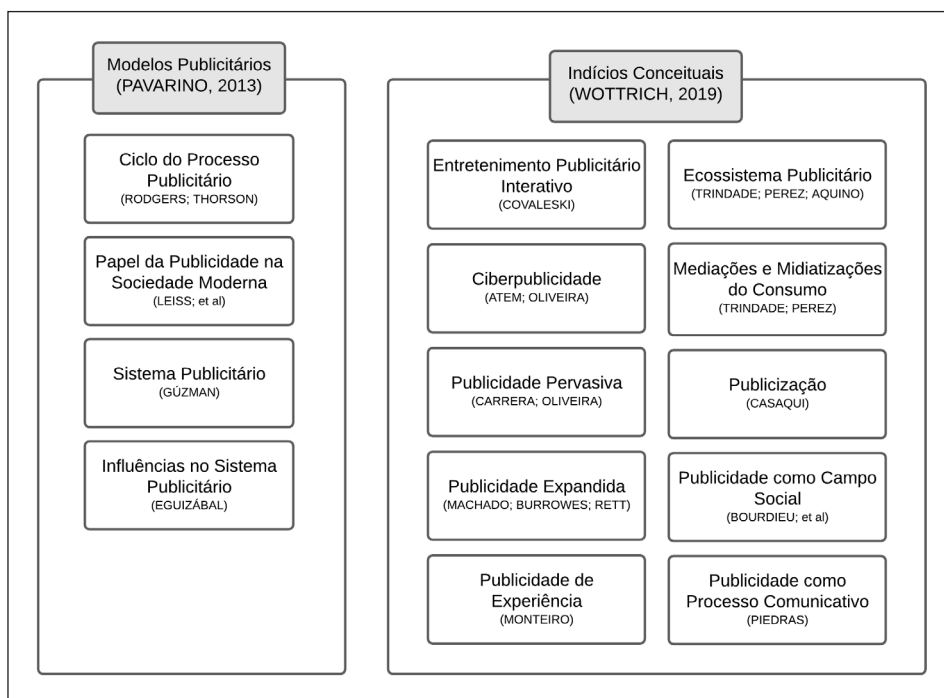 Modelos Publicitários
(PAVARINO, 2013)
Ciclo do Processo
Publicitário
(RODGERS; THORSON)
Papel da Publicidade na
Sociedade Moderna
(LEISS; et al)
Sistema Publicitário
(GÚZMAN)
Influências no Sistema
Publicitário
(EGUIZÁBAL)
Indícios Conceituais
(WOTTRICH, 2019)
Entretenimento Publicitário
Interativo
(COVALESKI)
Ciberpublicidade
(ATEM; OLIVEIRA)
Publicidade Pervasiva
(CARRERA; OLIVEIRA)
Publicidade Expandida
(MACHADO; BURROWES; RETT)
Publicidade de
Experiência
(MONTEIRO)
Ecossistema Publicitário
(TRINDADE; PEREZ; AQUINO)
Mediações e Midiatizações
do Consumo
(TRINDADE; PEREZ)
Publicização
(CASAQUI)
Publicidade como Campo
Social
(BOURDIEU; et al)
Publicidade como
Processo Comunicativo
(PIEDRAS)